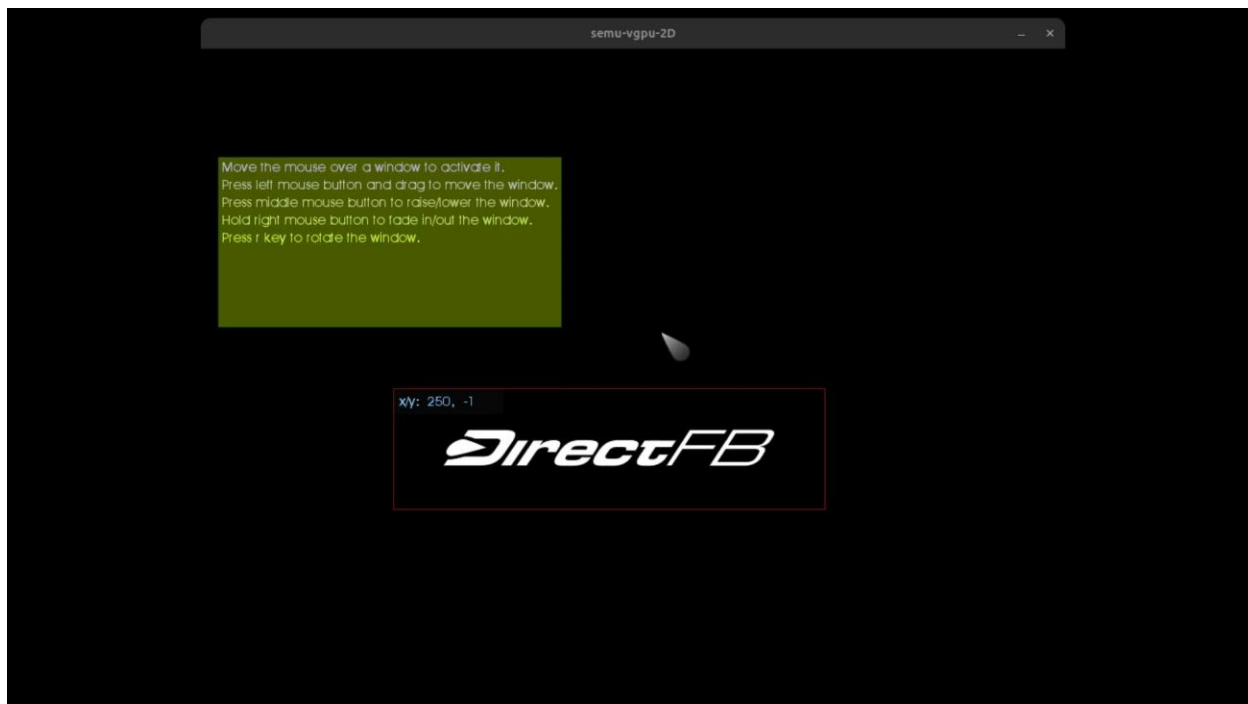 semu-vgpu-2D
Move the mouse over a window to activate it.
Press left mouse button and drag to move the window.
Press middle mouse button to raise/lower the window.
Hold right mouse button to fade in/out the window.
Press r key to rotate the window.
x/y: 250, -1
DirectFB